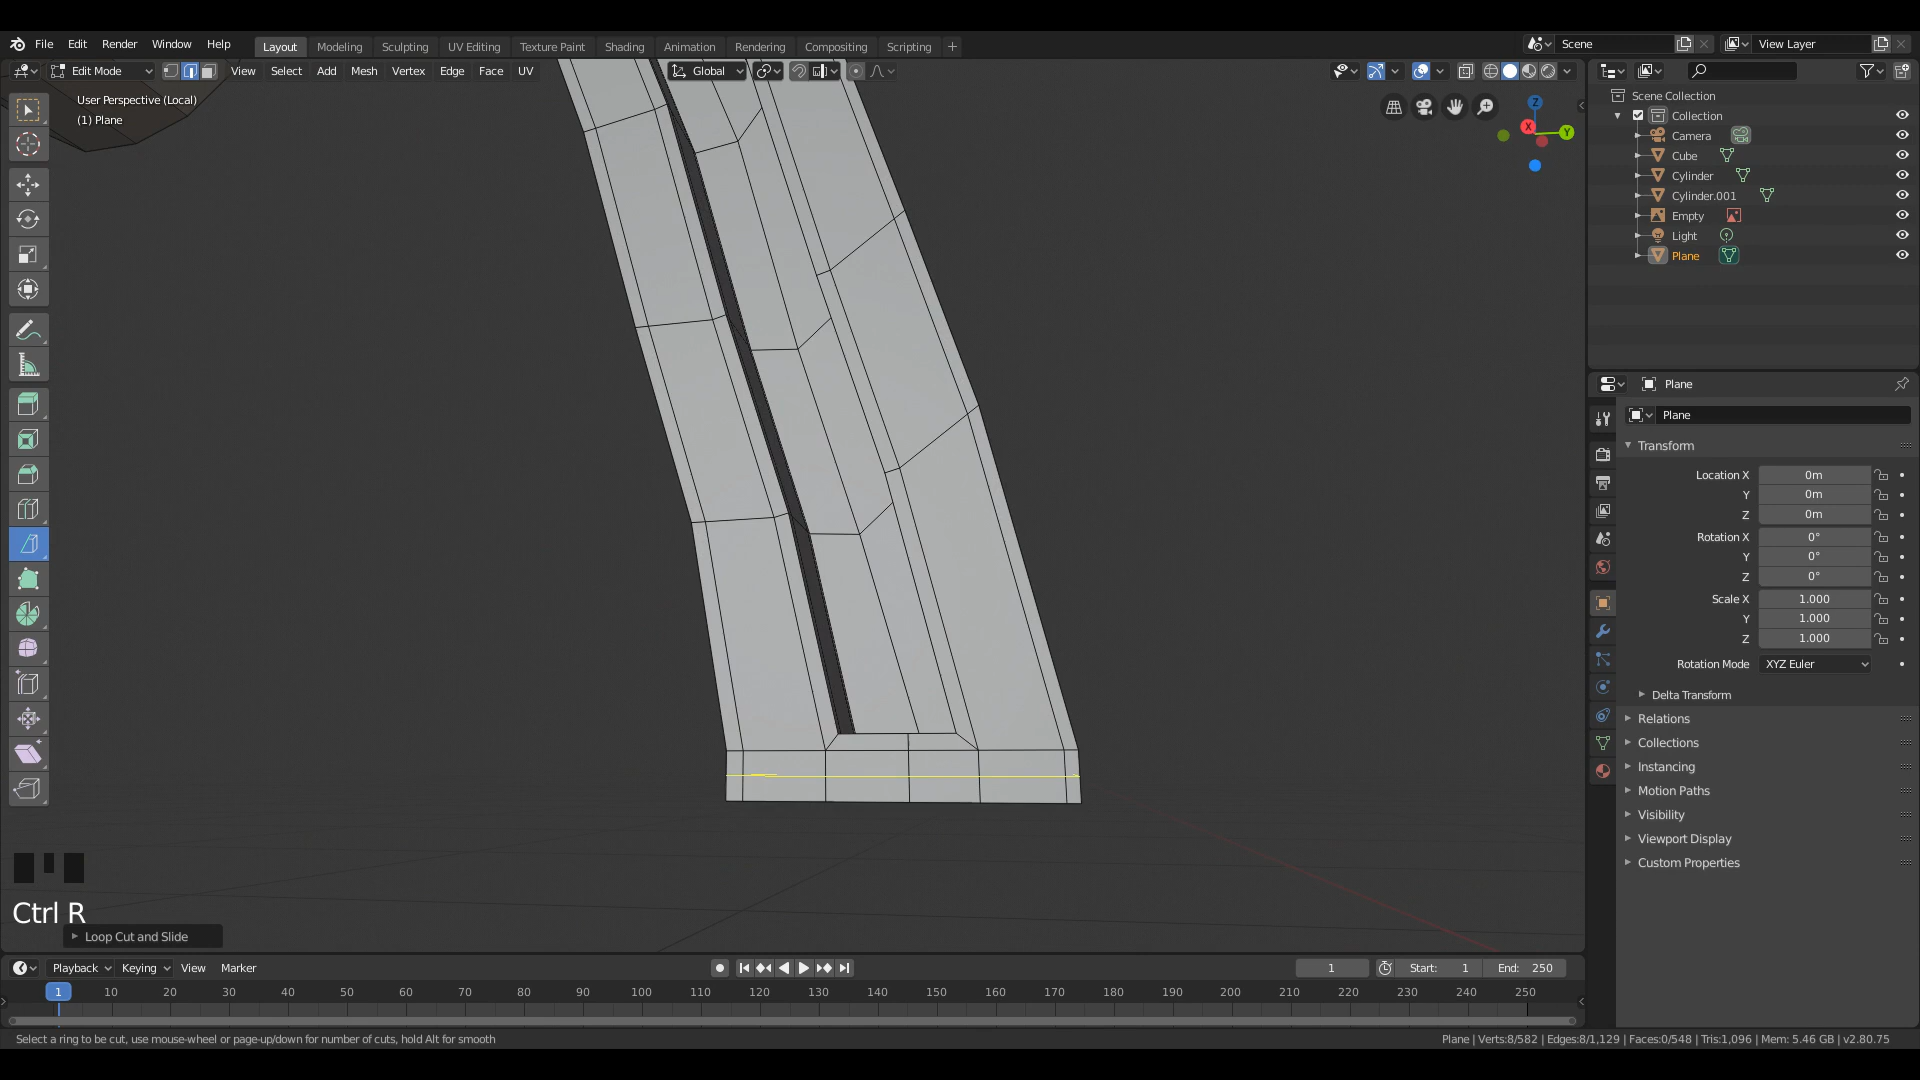 File Edit Render Window Help Layout Modeling Sculpting UV Editing Texture Paint Shading Animation Rendering Compositing Scripting + Scene View Layer
Edit Mode View Select Add Mesh Vertex Edge Face UV Global
User Perspective (Local)
(1) Plane
Z
X
Y
Scene Collection
Collection
Camera
Cube
Cylinder
Cylinder.001
Empty
Light
Plane
Plane
Plane
Transform
Location X 0m
Y 0m
Z 0m
Rotation X 0°
Y 0°
Z 0°
Scale X 1.000
Y 1.000
Z 1.000
Rotation Mode XYZ Euler
Delta Transform
Relations
Collections
Instancing
Motion Paths
Visibility
Viewport Display
Custom Properties
Ctrl R
Loop Cut and Slide
Playback Keying View Marker 1 Start: 1 End: 250
1 10 20 30 40 50 60 70 80 90 100 110 120 130 140 150 160 170 180 190 200 210 220 230 240 250
Select a ring to be cut, use mouse-wheel or page-up/down for number of cuts, hold Alt for smooth
Plane | Verts:8/582 | Edges:8/1,129 | Faces:0/548 | Tris:1,096 | Mem: 5.46 GB | v2.80.75